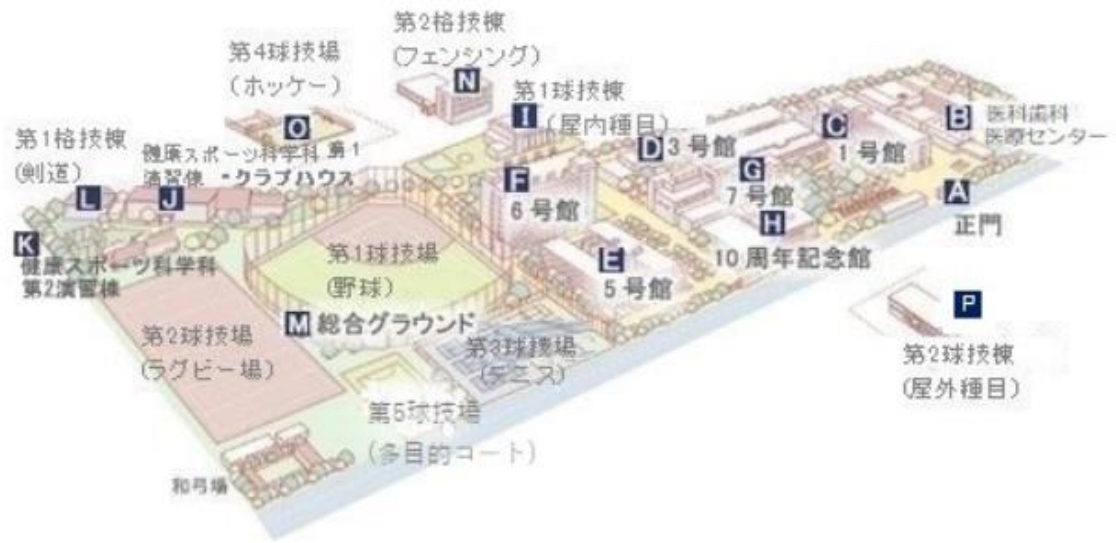 第2格技棟
(フェンシング)
N
第4球技場
(ホッケー)
O
第1球技棟
(屋内種目)
I
第1格技棟
(剣道)
L
健康スポーツ科学科 第1
演習棟 ・クラブハウス
J
K
健康スポーツ科学科
第2演習棟
D 3号館
C
1号館
B 医科歯科
医療センター
F
6号館
G
7号館
A
正門
H
10周年記念館
E
5号館
第1球技場
(野球)
M 総合グラウンド
第2球技場
(ラグビー場)
第3球技場
(テニス)
P
第2球技棟
(屋外種目)
第5球技場
(多目的コート)
和弓場